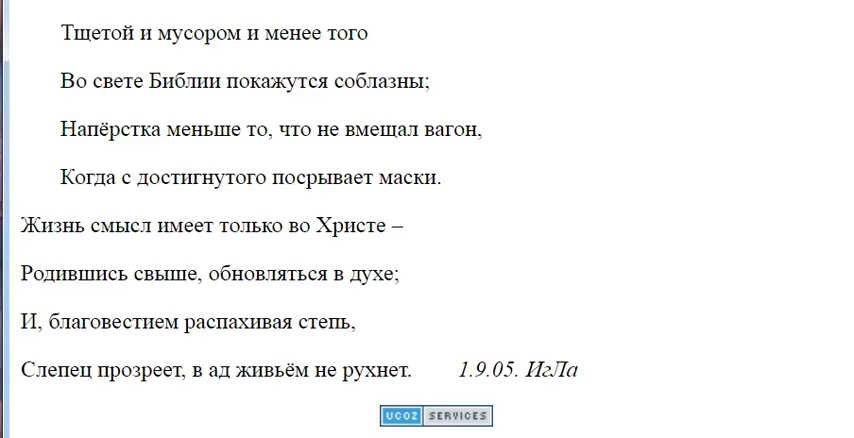 Тщетой и мусором и менее того
Во свете Библии покажутся соблазны;
Напёрстка меньше то, что не вмещал вагон,
Когда с достигнутого посрывает маски.
Жизнь смысл имеет только во Христе –
Родившись свыше, обновляться в духе;
И, благовестием распахивая степь,
Слепец прозреет, в ад живьём не рухнет. 1.9.05. ИгЛа
UCOZ SERVICES